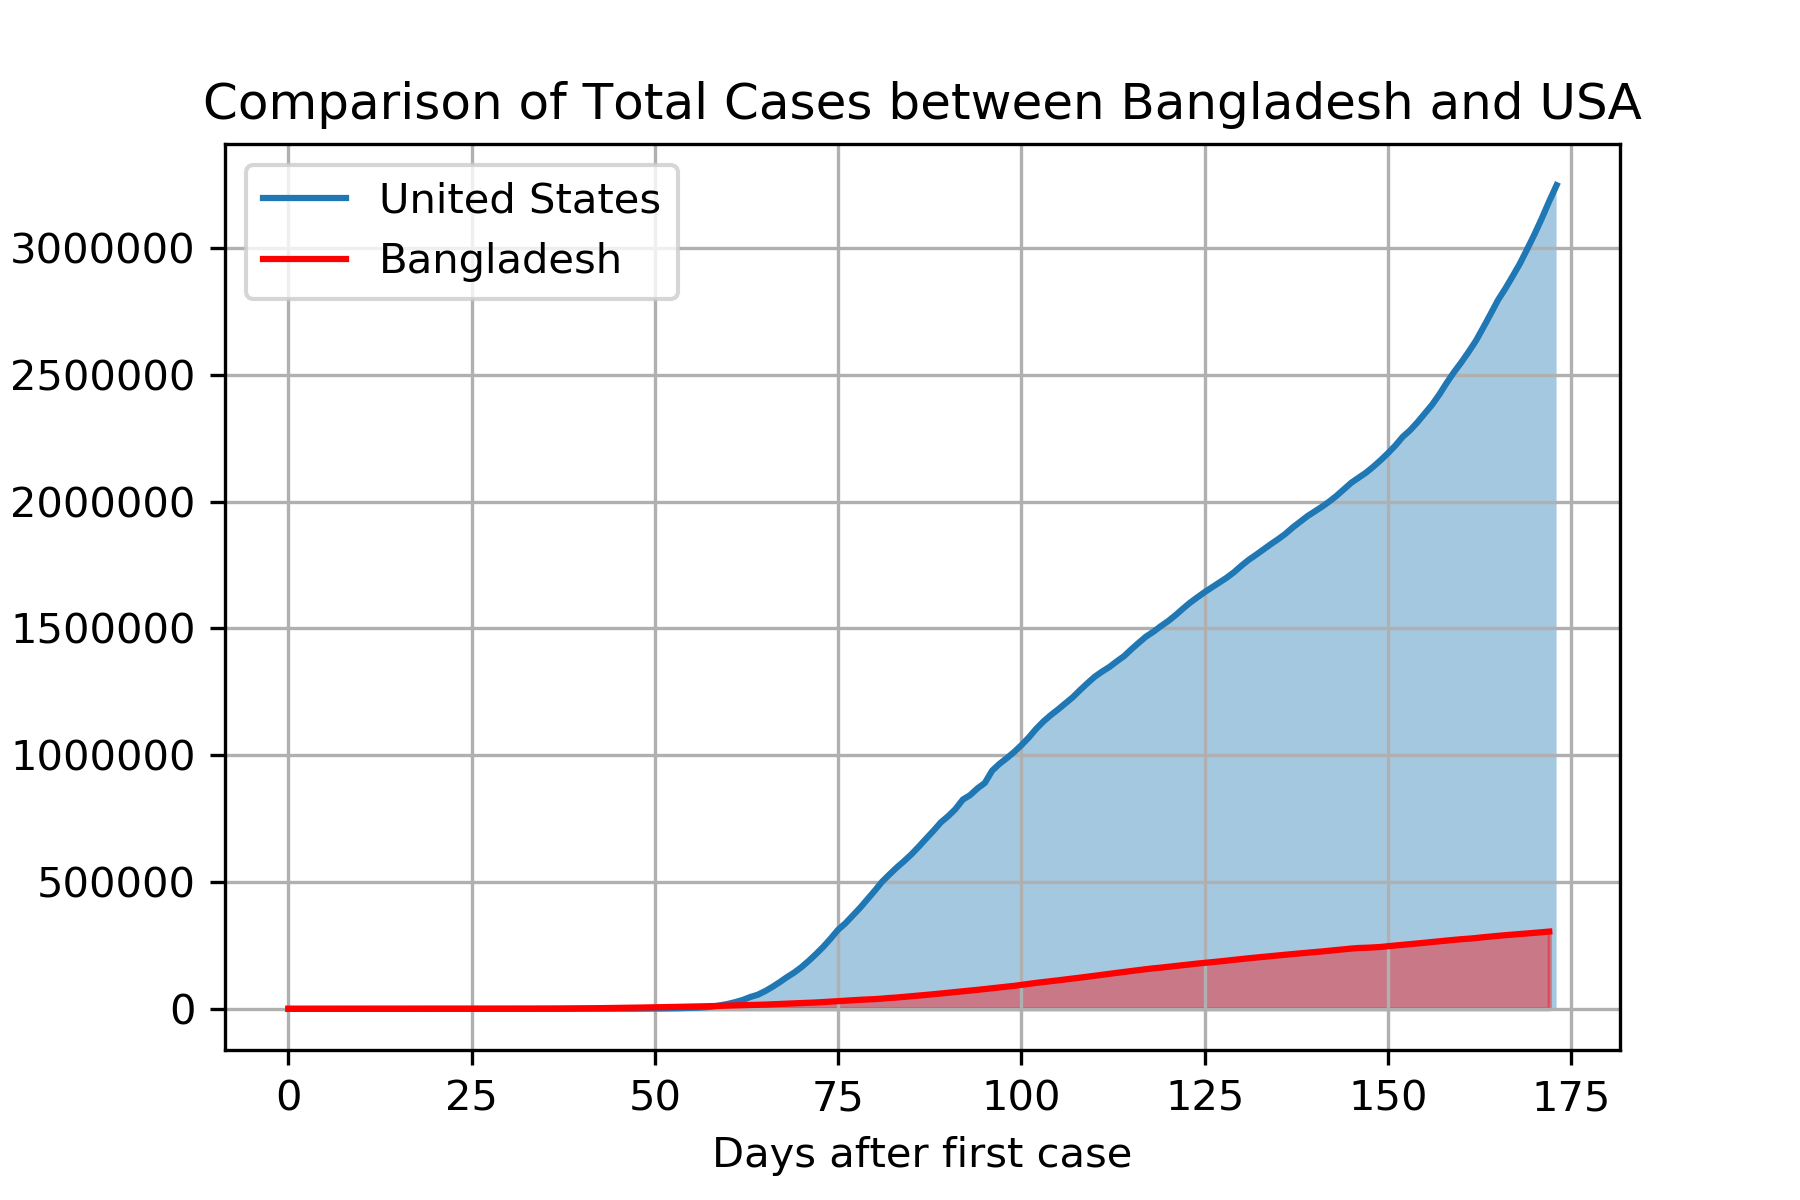 Comparison of Total Cases between Bangladesh and USA
United States
Bangladesh
3000000
2500000
2000000
1500000
1000000
500000
0
0 25 50 75 100 125 150 175
Days after first case